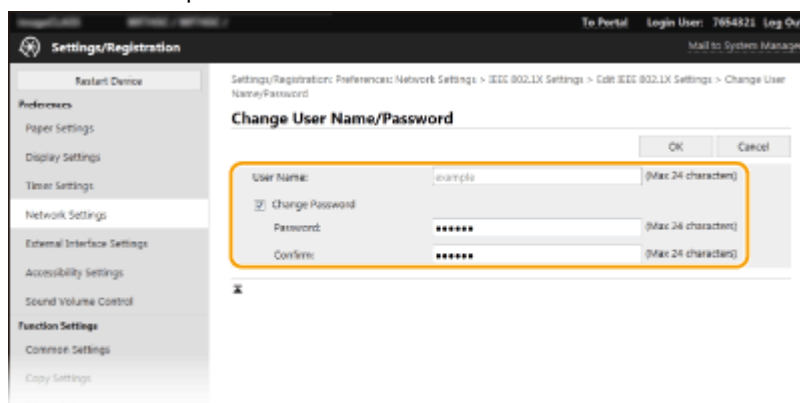 To Portal Login User: 7654321 Log Ou
Settings/Registration
Mail to System Manage
Restart Device
Settings/Registration: Preferences: Network Settings > IEEE 802.1X Settings > Edit IEEE 802.1X Settings > Change User
Name/Password
Preferences
Change User Name/Password
Paper Settings
OK Cancel
Display Settings
User Name: example (Max 24 characters)
Timer Settings
Change Password
Network Settings
Password: •••••• (Max 24 characters)
External Interface Settings
Confirm: •••••• (Max 24 characters)
Accessibility Settings
Sound Volume Control
Function Settings
Common Settings
Copy Settings